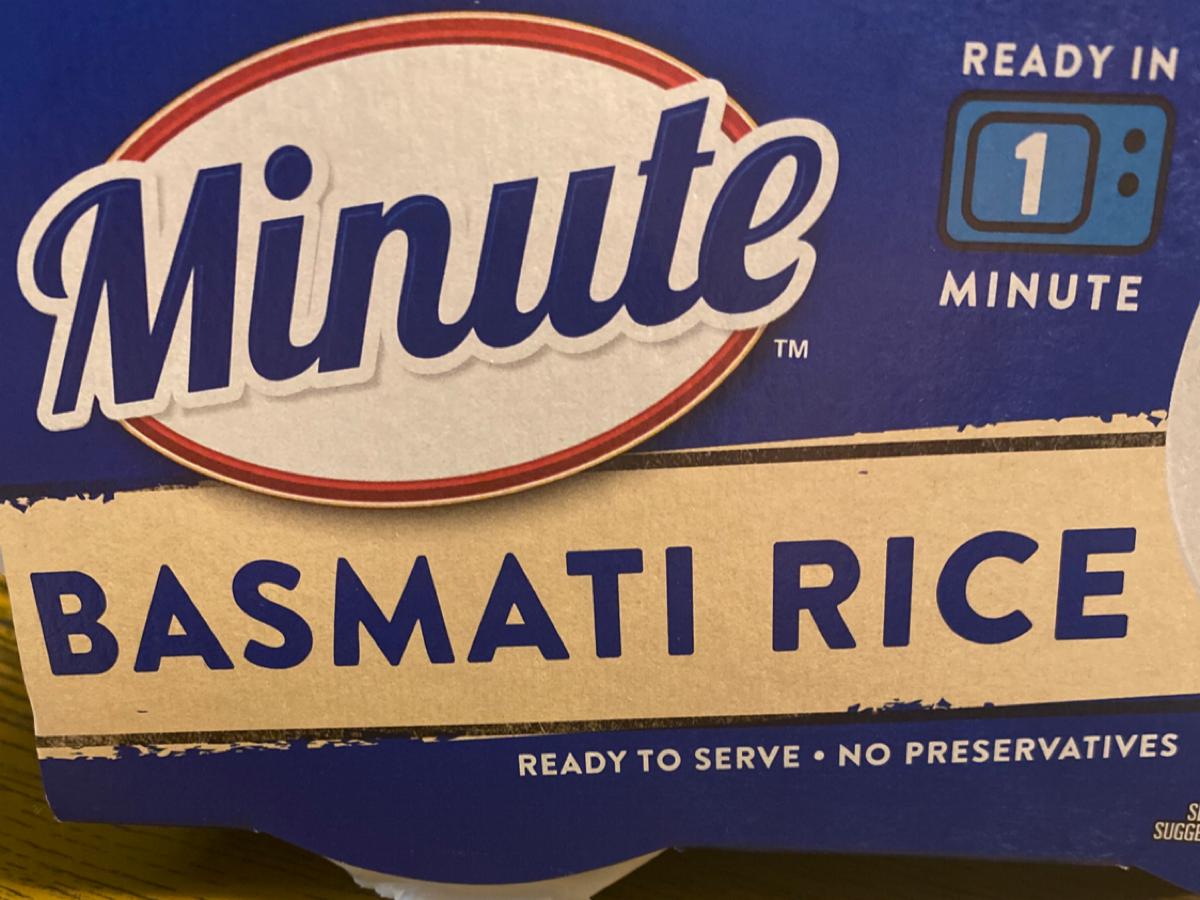 Minute
TM
READY IN
1
MINUTE
BASMATI RICE
READY TO SERVE • NO PRESERVATIVES